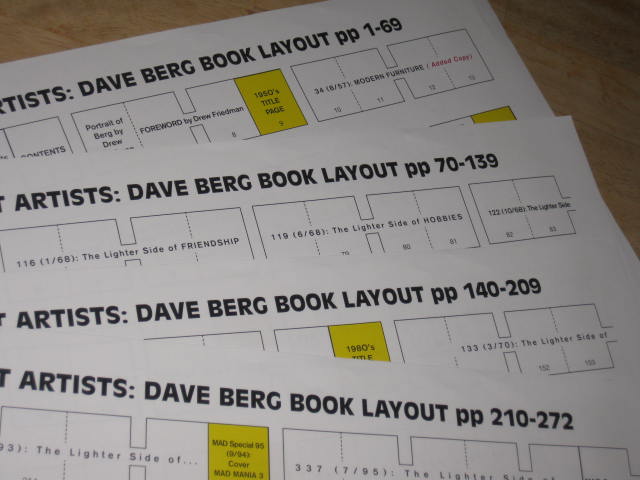 ARTISTS: DAVE BERG BOOK LAYOUT pp 1-69
CONTENTS
Portrait of
Berg by
Drew
FOREWORD by Drew Friedman
8
1950's
TITLE
PAGE
9
34 (8/57): MODERN FURNITURE ( Added Copy)
10 11 12 13
T ARTISTS: DAVE BERG BOOK LAYOUT pp 70-139
116 (1/68): The Lighter Side of FRIENDSHIP
119 (6/68): The Lighter Side of HOBBIES
79 80 81
122 (10/68): The Lighter Side
82 83
T ARTISTS: DAVE BERG BOOK LAYOUT pp 140-209
1980's
TITLE
133 (3/70): The Lighter Side of
152 153
T ARTISTS: DAVE BERG BOOK LAYOUT pp 210-272
93): The Lighter Side of...
MAD Special 95
(9/94):
Cover
MAD MANIA 3
337 (7/95): The Lighter Side of